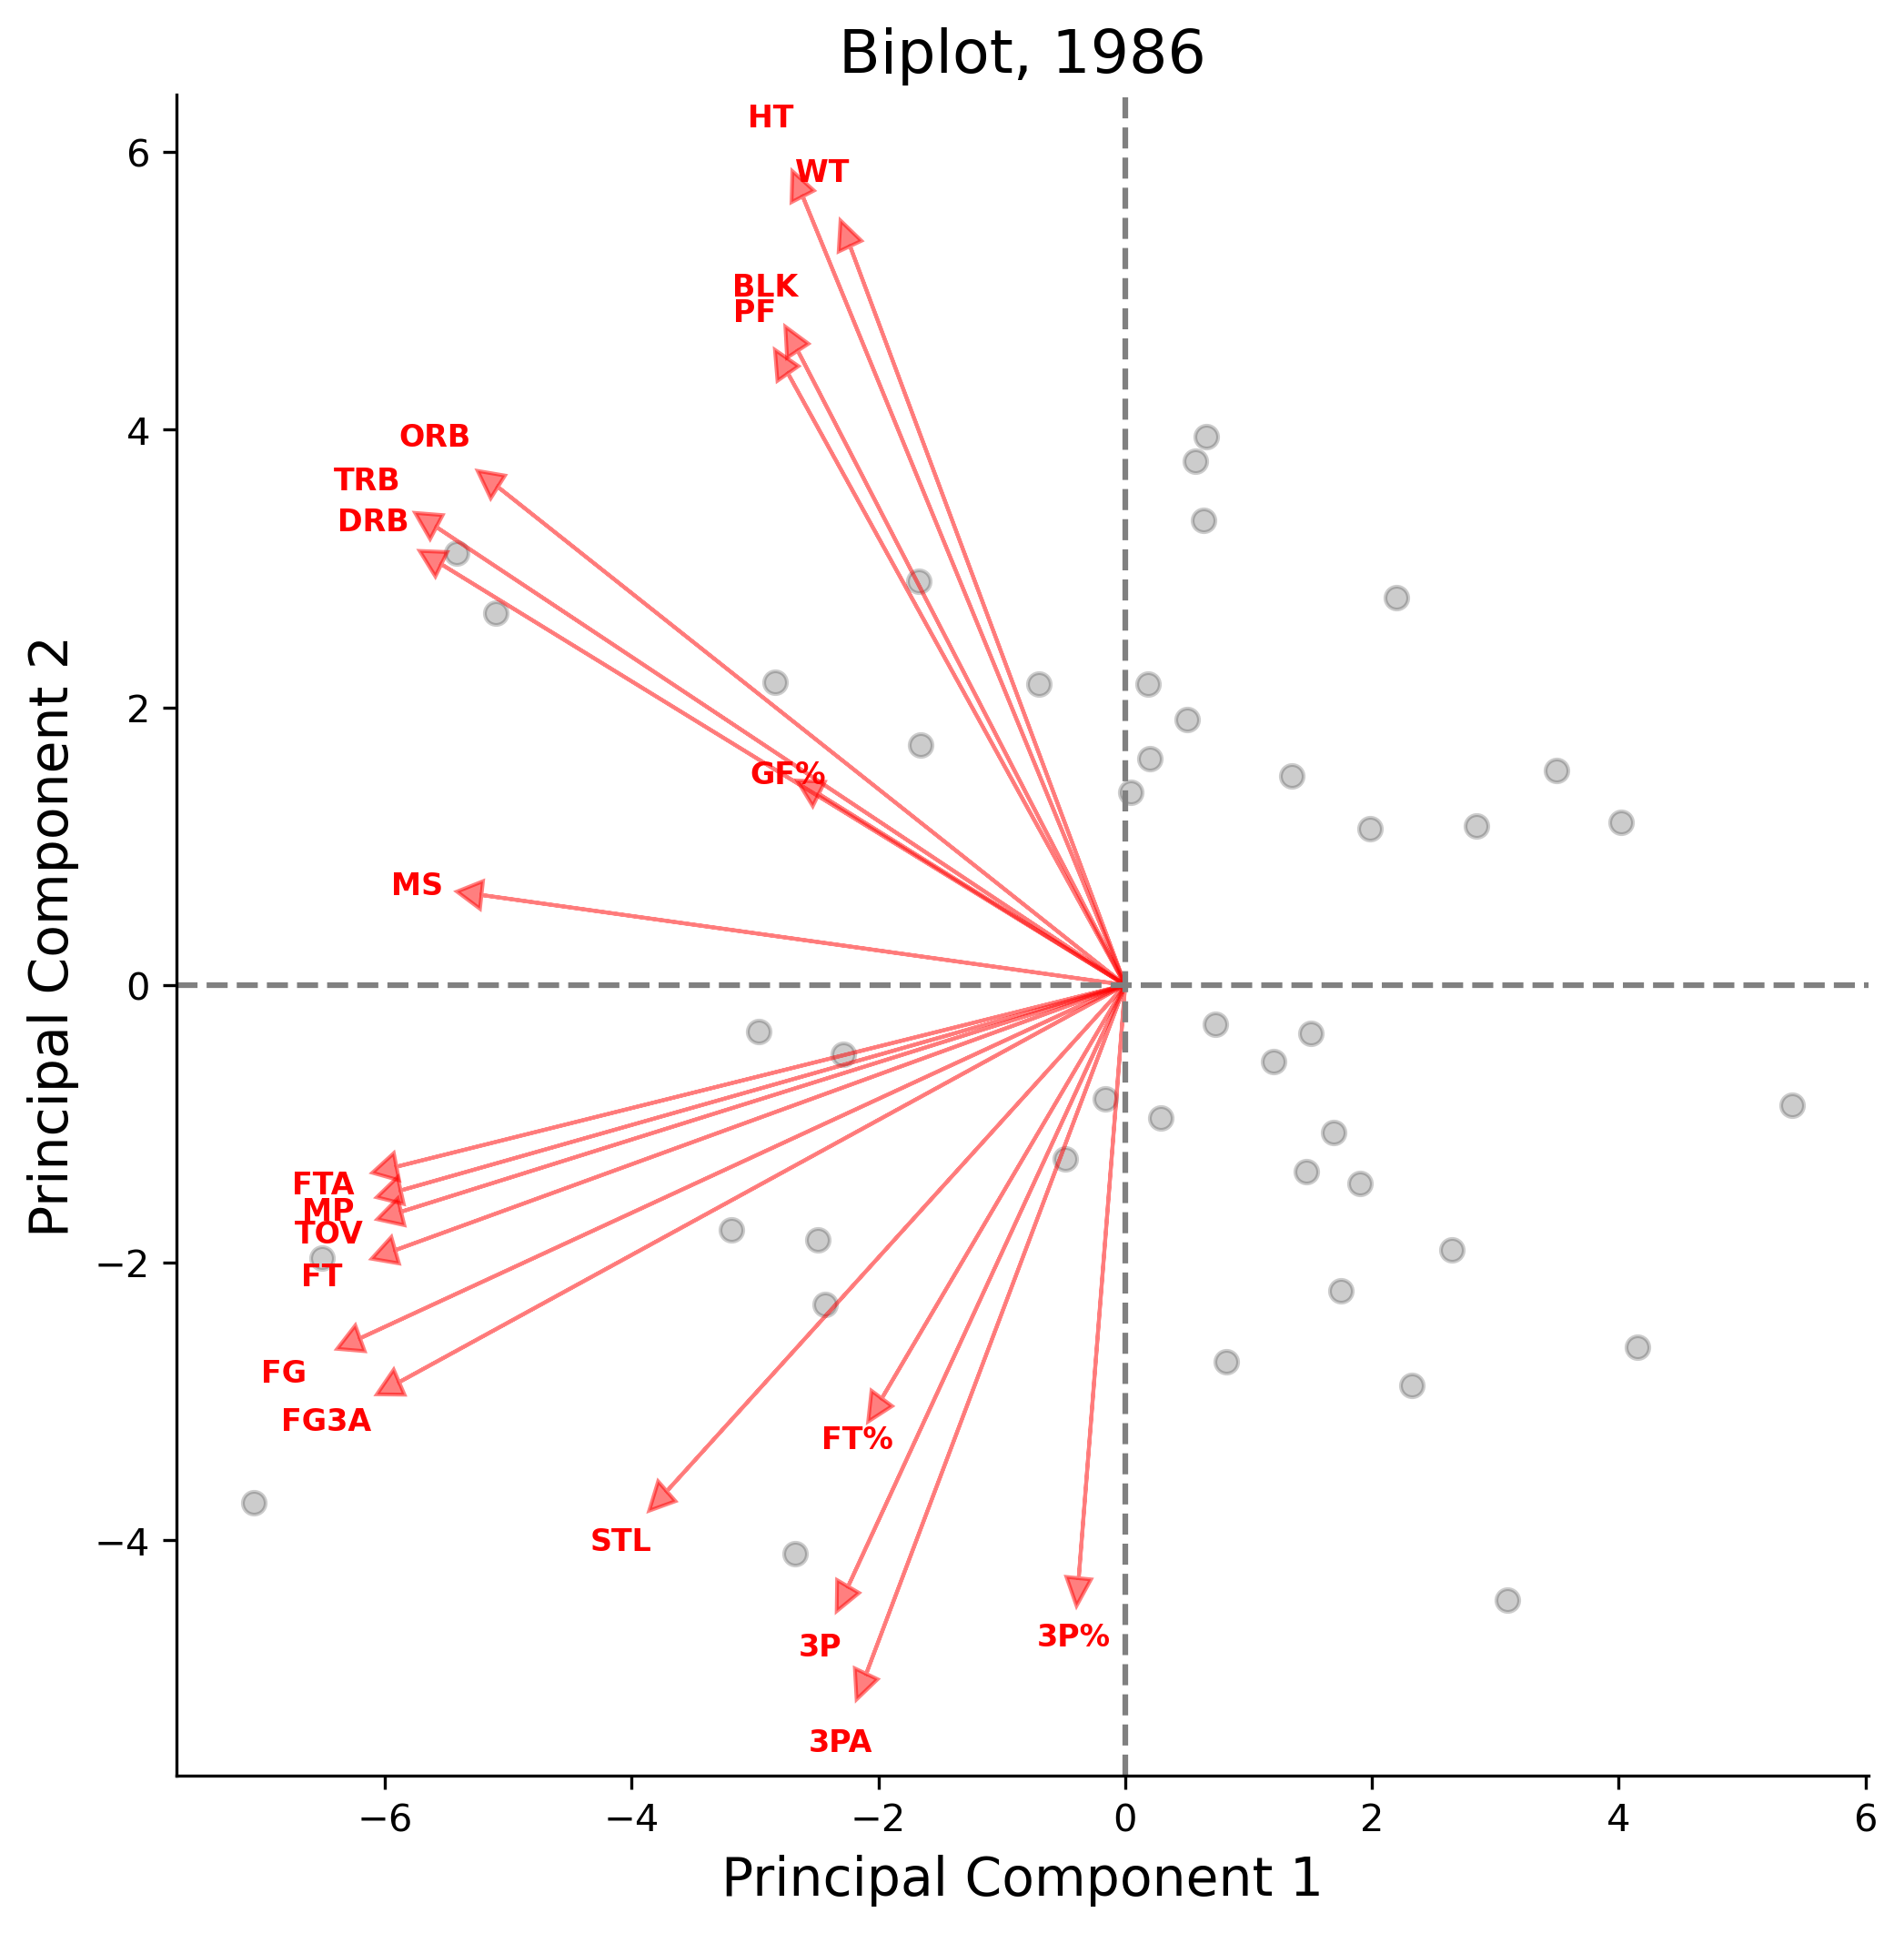 Biplot, 1986
HT
WT
BLK
PF
ORB
TRB
DRB
GF%
MS
FTA
MP
TOV
FT
FG
FG3A
FT%
STL
3P
3P%
3PA
6
4
2
0
−2
−4
−6
−4
−2
0
2
4
6
Principal Component 1
Principal Component 2